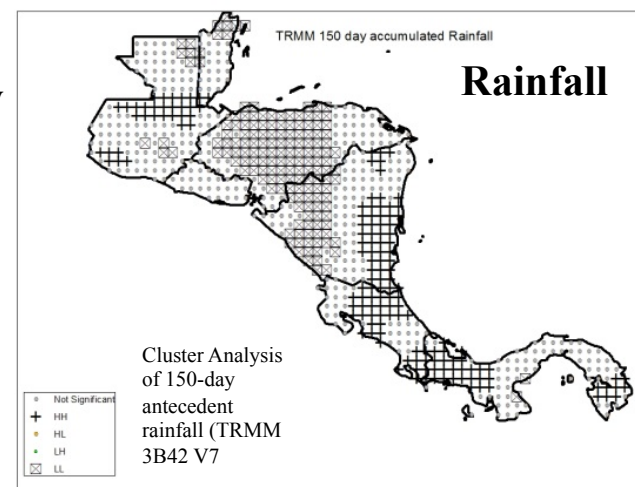 TRMM 150 day accumulated Rainfall
Rainfall
Cluster Analysis
of 150-day
antecedent
rainfall (TRMM
3B42 V7
Not Significant
HH
HL
LH
LL